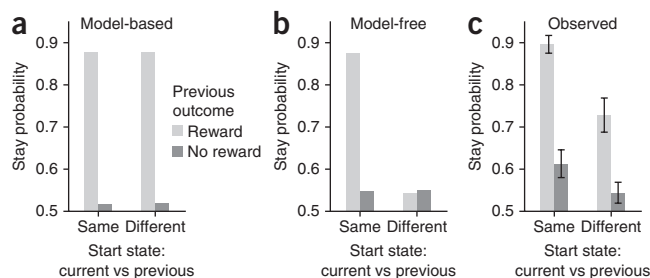 a Model-based
Stay probability
0.9
0.8
0.7
0.6
0.5
Same Different
Start state:
current vs previous
Previous
outcome
Reward
No reward
b Model-free
Stay probability
0.9
0.8
0.7
0.6
0.5
Same Different
Start state:
current vs previous
c Observed
Stay probability
0.9
0.8
0.7
0.6
0.5
Same Different
Start state:
current vs previous